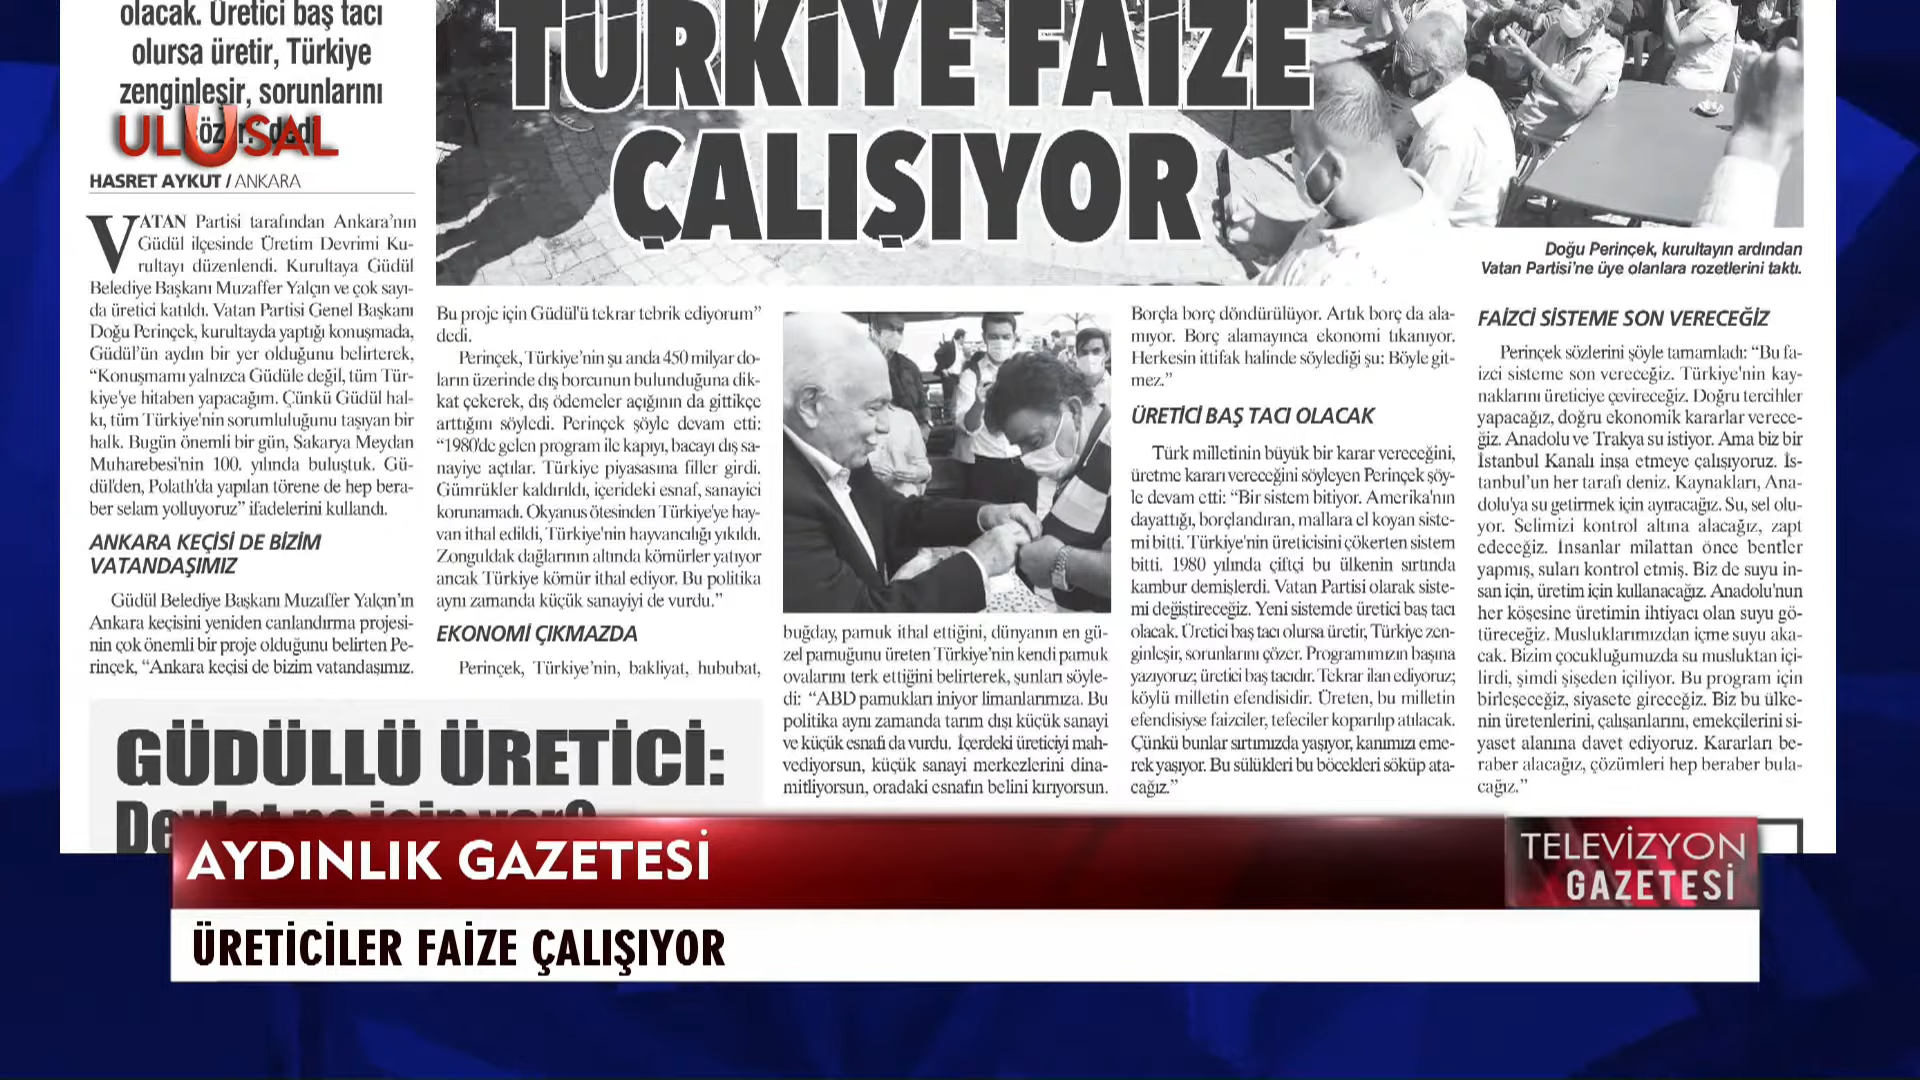 olacak. Üretici baş tacı
olursa üretir, Türkiye
zenginleşir, sorunlarını
dedi
ULUSAL
HASRET AYKUT / ANKARA
VATAN Partisi tarafından Ankara'nın
Güdül ilçesinde Üretim Devrimi Ku-
rultayı düzenlendi. Kurultaya Güdül
Belediye Başkanı Muzaffer Yalçın ve çok sayı-
da üretici katıldı. Vatan Partisi Genel Başkanı
Doğu Perinçek, kurultayda yaptığı konuşmada,
Güdül'ün aydın bir yer olduğunu belirterek,
“Konuşmamı yalnızca Güdüle değil, tüm Tür-
kiye'ye hitaben yapacağım. Çünkü Güdül hal-
kı, tüm Türkiye'nin sorumluluğunu taşıyan bir
halk. Bugün önemli bir gün, Sakarya Meydan
Muharebesi'nin 100. yılında buluştuk. Gü-
dül'den, Polatlı'da yapılan törene de hep bera-
ber selam yolluyoruz” ifadelerini kullandı.
ANKARA KEÇİSİ DE BİZİM
VATANDAŞIMIZ
Güdül Belediye Başkanı Muzaffer Yalçın'ın
Ankara keçisini yeniden canlandırma projesi-
nin çok önemli bir proje olduğunu belirten Pe-
rinçek, “Ankara keçisi de bizim vatandaşımız.
TÜRKİYE FAİZE
ÇALIŞIYOR
Doğu Perinçek, kurultayın ardından
Vatan Partisi'ne üye olanlara rozetlerini taktı.
Bu proje için Güdül'ü tekrar tebrik ediyorum”
dedi.
Perinçek, Türkiye'nin şu anda 450 milyar do-
ların üzerinde dış borcunun bulunduğuna dik-
kat çekerek, dış ödemeler açığının da gittikçe
arttığını söyledi. Perinçek şöyle devam etti:
“1980'de gelen program ile kapıyı, bacayı dış sa-
nayiye açtılar. Türkiye piyasasına filler girdi.
Gümrükler kaldırıldı, içerideki esnaf, sanayici
korunamadı. Okyanus ötesinden Türkiye'ye hay-
van ithal edildi, Türkiye'nin hayvancılığı yıkıldı.
Zonguldak dağlarının altında kömürler yatıyor
ancak Türkiye kömür ithal ediyor. Bu politika
aynı zamanda küçük sanayiyi de vurdu.”
EKONOMİ ÇIKMAZDA
Perinçek, Türkiye'nin, bakliyat, hububat,
buğday, pamuk ithal ettiğini, dünyanın en gü-
zel pamuğunu üreten Türkiye'nin kendi pamuk
ovalarını terk ettiğini belirterek, şunları söyle-
di: “ABD pamukları iniyor limanlarımıza. Bu
politika aynı zamanda tarım dışı küçük sanayi
ve küçük esnafı da vurdu. İçerdeki üreticiyi mah-
vediyorsun, küçük sanayi merkezlerini dina-
mitliyorsun, oradaki esnafın belini kırıyorsun.
Borçla borç döndürülüyor. Artık borç da ala-
mıyor. Borç alamayınca ekonomi tıkanıyor.
Herkesin ittifak halinde söylediği şu: Böyle git-
mez.”
ÜRETİCİ BAŞ TACI OLACAK
Türk milletinin büyük bir karar vereceğini,
üretme kararı vereceğini söyleyen Perinçek şöy-
le devam etti: “Bir sistem bitiyor. Amerika'nın
dayattığı, borçlandıran, mallara el koyan siste-
mi bitti. Türkiye'nin üreticisini çökerten sistem
bitti. 1980 yılında çiftçi bu ülkenin sırtında
kambur demişlerdi. Vatan Partisi olarak siste-
mi değiştireceğiz. Yeni sistemde üretici baş tacı
olacak. Üretici baş tacı olursa üretir, Türkiye zen-
ginleşir, sorunlarını çözer. Programımızın başına
yazıyoruz; üretici baş tacıdır. Tekrar ilan ediyoruz;
köylü milletin efendisidir. Üreten, bu milletin
efendisiyse faizciler, tefeciler koparılıp atılacak.
Çünkü bunlar sırtımızda yaşıyor, kanımızı eme-
rek yaşıyor. Bu sülükleri bu böcekleri söküp ata-
cağız.”
FAİZCİ SİSTEME SON VERECEĞİZ
Perinçek sözlerini şöyle tamamladı: “Bu fa-
izci sisteme son vereceğiz. Türkiye'nin kay-
naklarını üreticiye çevireceğiz. Doğru tercihler
yapacağız, doğru ekonomik kararlar verece-
ğiz. Anadolu ve Trakya su istiyor. Ama biz bir
İstanbul Kanalı inşa etmeye çalışıyoruz. İs-
tanbul'un her tarafı deniz. Kaynakları, Ana-
dolu'ya su getirmek için ayıracağız. Su, sel olu-
yor. Selimizi kontrol altına alacağız, zapt
edeceğiz. İnsanlar milattan önce bentler
yapmış, suları kontrol etmiş. Biz de suyu in-
san için, üretim için kullanacağız. Anadolu'nun
her köşesine üretimin ihtiyacı olan suyu gö-
türeceğiz. Musluklarımızdan içme suyu aka-
cak. Bizim çocukluğumuzda su musluktan içi-
lirdi, şimdi şişeden içiliyor. Bu program için
birleşeceğiz, siyasete gireceğiz. Biz bu ülke-
nin üretenlerini, çalışanlarını, emekçilerini si-
yaset alanına davet ediyoruz. Kararları be-
raber alacağız, çözümleri hep beraber bula-
cağız.”
GÜDÜLLÜ ÜRETİCİ:
Devlet ne için var?
AYDINLIK GAZETESİ
TELEVİZYON
GAZETESİ
ÜRETİCİLER FAİZE ÇALIŞIYOR